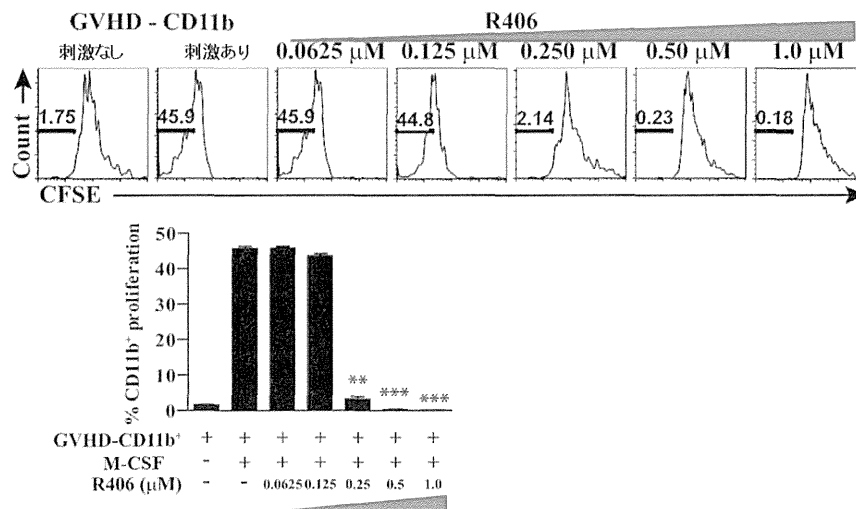 GVHD - CD11b R406
刺激なし 刺激あり 0.0625 µM 0.125 µM 0.250 µM 0.50 µM 1.0 µM
1.75 45.9 45.9 44.8 2.14 0.23 0.18
Count
CFSE
% CD11b⁺ proliferation
50
40
30
20
10
0
** *** ***
GVHD-CD11b⁺ + + + + + + +
M-CSF - + + + + + +
R406 (µM) - - 0.0625 0.125 0.25 0.5 1.0